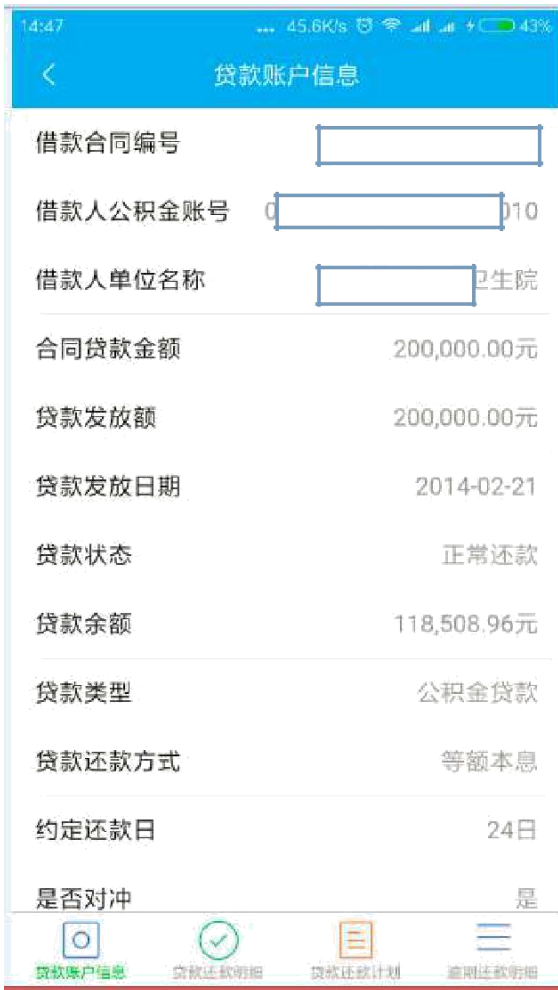 14:47 ... 45.6K/s 43%
贷款账户信息
借款合同编号
借款人公积金账号 0 010
借款人单位名称 卫生院
合同贷款金额 200,000.00元
贷款发放额 200,000.00元
贷款发放日期 2014-02-21
贷款状态 正常还款
贷款余额 118,508.96元
贷款类型 公积金贷款
贷款还款方式 等额本息
约定还款日 24日
是否对冲 是
贷款账户信息 贷款还款明细 贷款还款计划 逾期还款明细